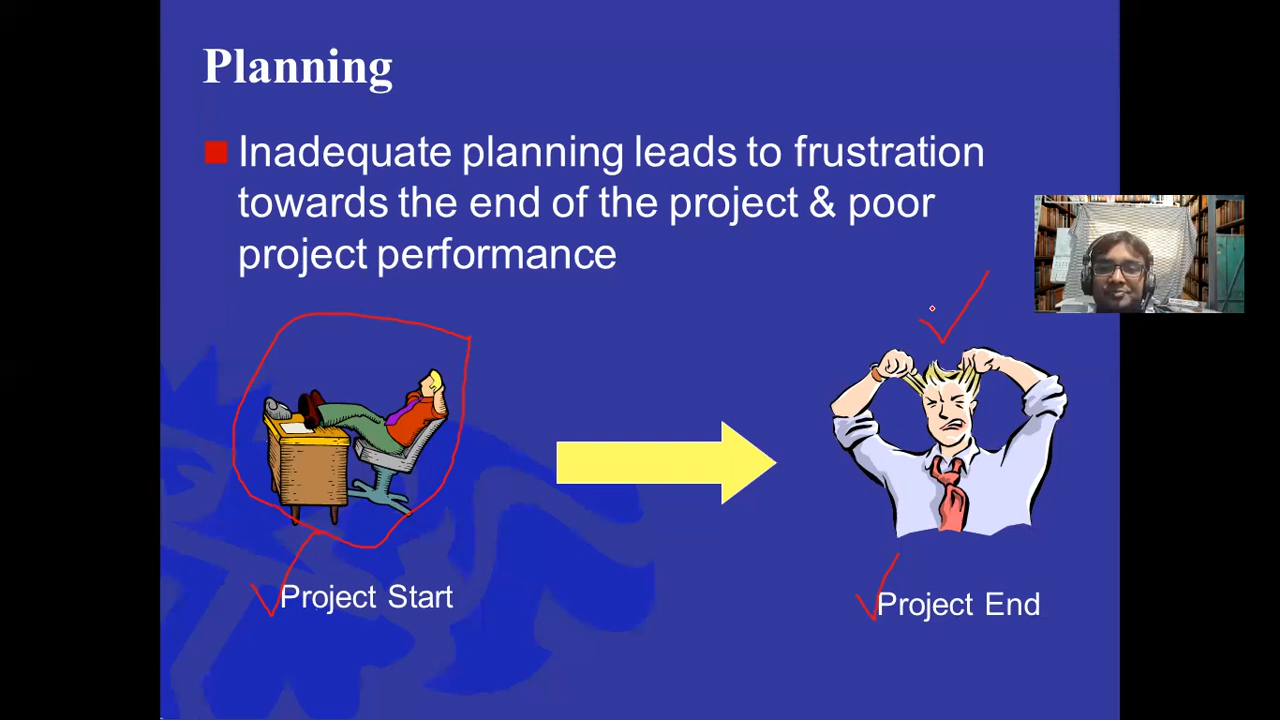 Planning
Inadequate planning leads to frustration
towards the end of the project & poor
project performance
Project Start
Project End